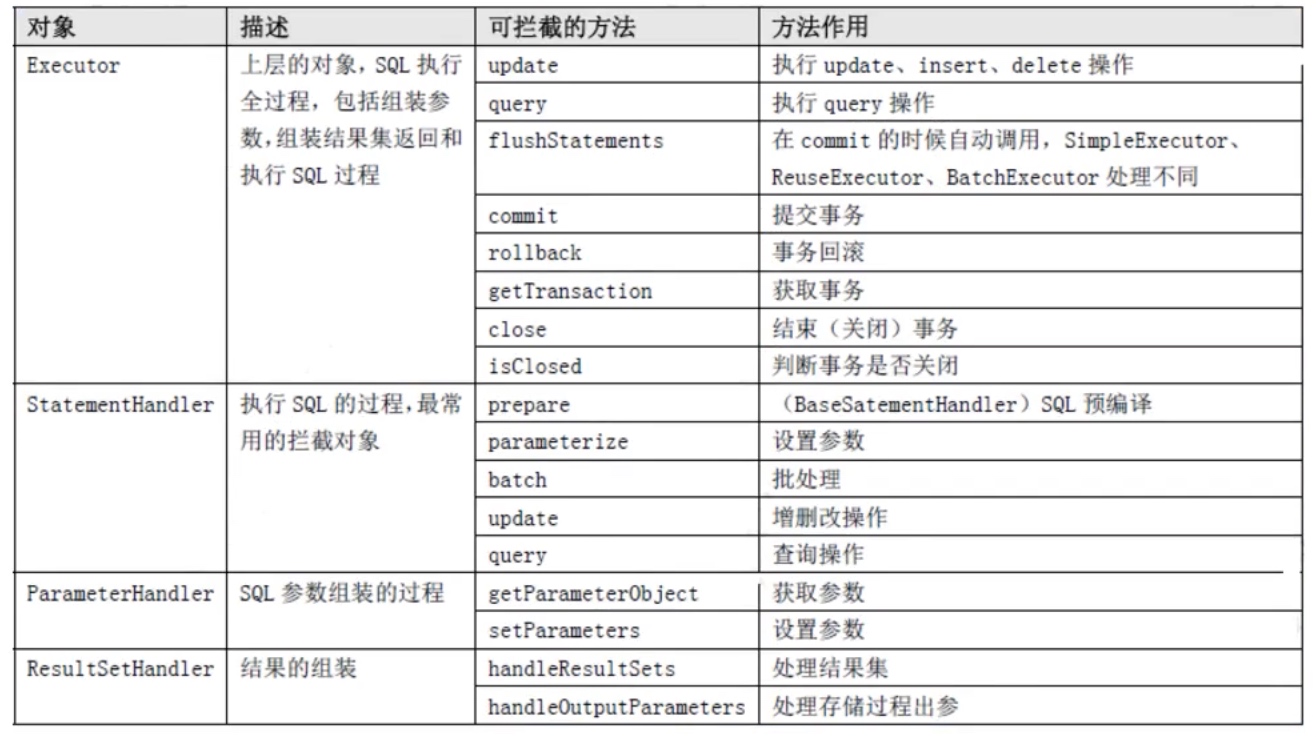 对象 描述 可拦截的方法 方法作用
Executor 上层的对象，SQL 执行 update 执行 update、insert、delete 操作
全过程，包括组装参 query 执行 query 操作
数，组装结果集返回和 flushStatements 在 commit 的时候自动调用，SimpleExecutor、
执行 SQL 过程 ReuseExecutor、BatchExecutor 处理不同
commit 提交事务
rollback 事务回滚
getTransaction 获取事务
close 结束（关闭）事务
isClosed 判断事务是否关闭
StatementHandler 执行 SQL 的过程，最常 prepare （BaseSatementHandler）SQL 预编译
用的拦截对象 parameterize 设置参数
batch 批处理
update 增删改操作
query 查询操作
ParameterHandler SQL 参数组装的过程 getParameterObject 获取参数
setParameters 设置参数
ResultSetHandler 结果的组装 handleResultSets 处理结果集
handleOutputParameters 处理存储过程出参